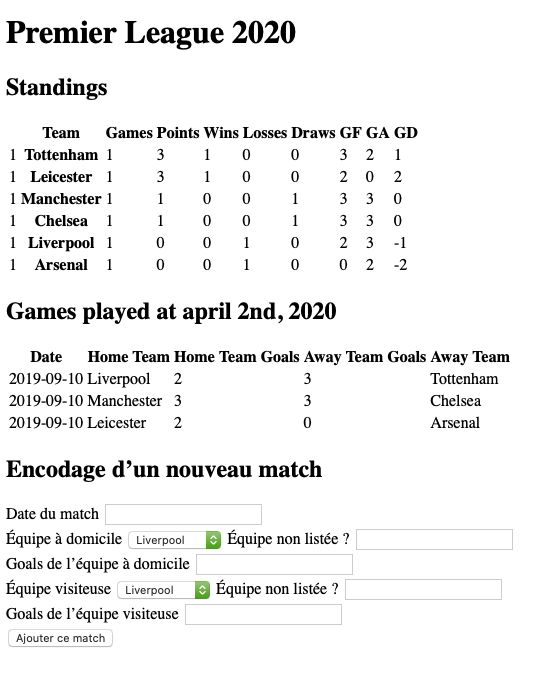 Premier League 2020
Standings
Team Games Points Wins Losses Draws GF GA GD
1 Tottenham 1 3 1 0 0 3 2 1
1 Leicester 1 3 1 0 0 2 0 2
1 Manchester 1 1 0 0 1 3 3 0
1 Chelsea 1 1 0 0 1 3 3 0
1 Liverpool 1 0 0 1 0 2 3 -1
1 Arsenal 1 0 0 1 0 0 2 -2
Games played at april 2nd, 2020
Date Home Team Home Team Goals Away Team Goals Away Team
2019-09-10 Liverpool 2 3 Tottenham
2019-09-10 Manchester 3 3 Chelsea
2019-09-10 Leicester 2 0 Arsenal
Encodage d’un nouveau match
Date du match
Équipe à domicile Liverpool Équipe non listée ?
Goals de l’équipe à domicile
Équipe visiteuse Liverpool Équipe non listée ?
Goals de l’équipe visiteuse
Ajouter ce match